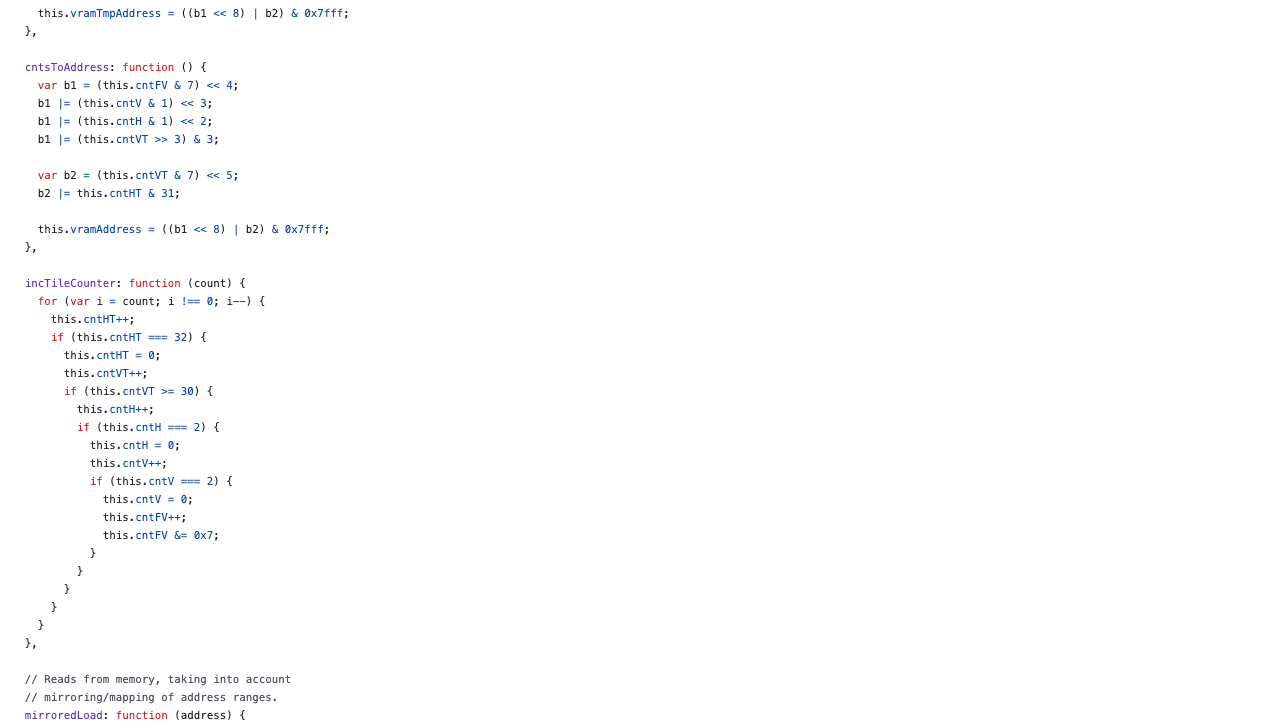 this.vramTmpAddress = ((b1 << 8) | b2) & 0x7fff;
},
cntsToAddress: function () {
var b1 = (this.cntFV & 7) << 4;
b1 |= (this.cntV & 1) << 3;
b1 |= (this.cntH & 1) << 2;
b1 |= (this.cntVT >> 3) & 3;
var b2 = (this.cntVT & 7) << 5;
b2 |= this.cntHT & 31;
this.vramAddress = ((b1 << 8) | b2) & 0x7fff;
},
incTileCounter: function (count) {
for (var i = count; i !== 0; i--) {
this.cntHT++;
if (this.cntHT === 32) {
this.cntHT = 0;
this.cntVT++;
if (this.cntVT >= 30) {
this.cntH++;
if (this.cntH === 2) {
this.cntH = 0;
this.cntV++;
if (this.cntV === 2) {
this.cntV = 0;
this.cntFV++;
this.cntFV &= 0x7;
}
}
}
}
}
},
// Reads from memory, taking into account
// mirroring/mapping of address ranges.
mirroredLoad: function (address) {